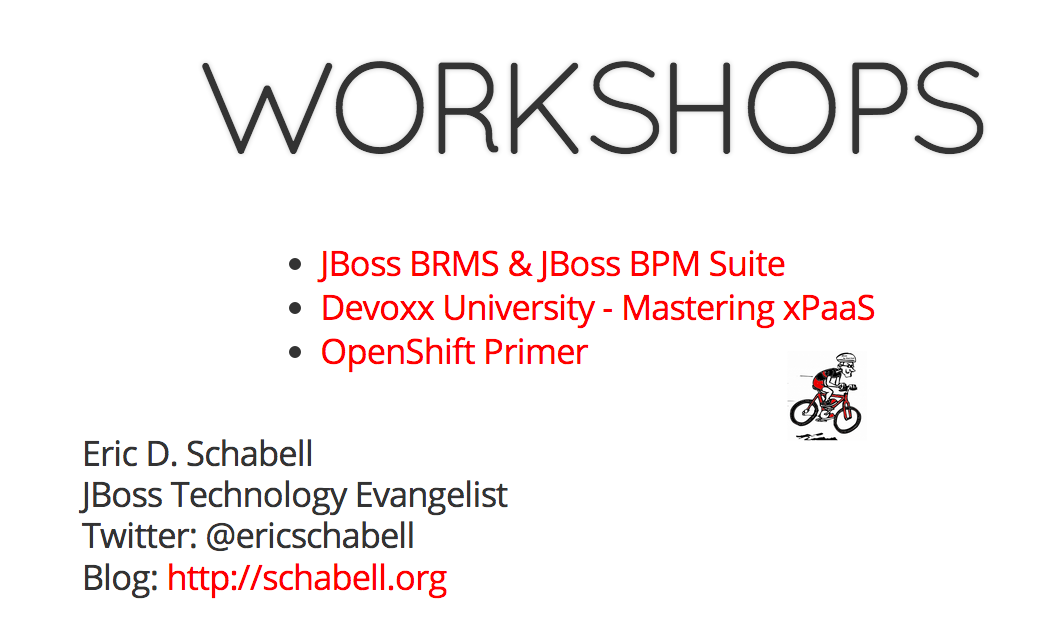 WORKSHOPS
• JBoss BRMS & JBoss BPM Suite
• Devoxx University - Mastering xPaaS
• OpenShift Primer
Eric D. Schabell
JBoss Technology Evangelist
Twitter: @ericschabell
Blog: http://schabell.org